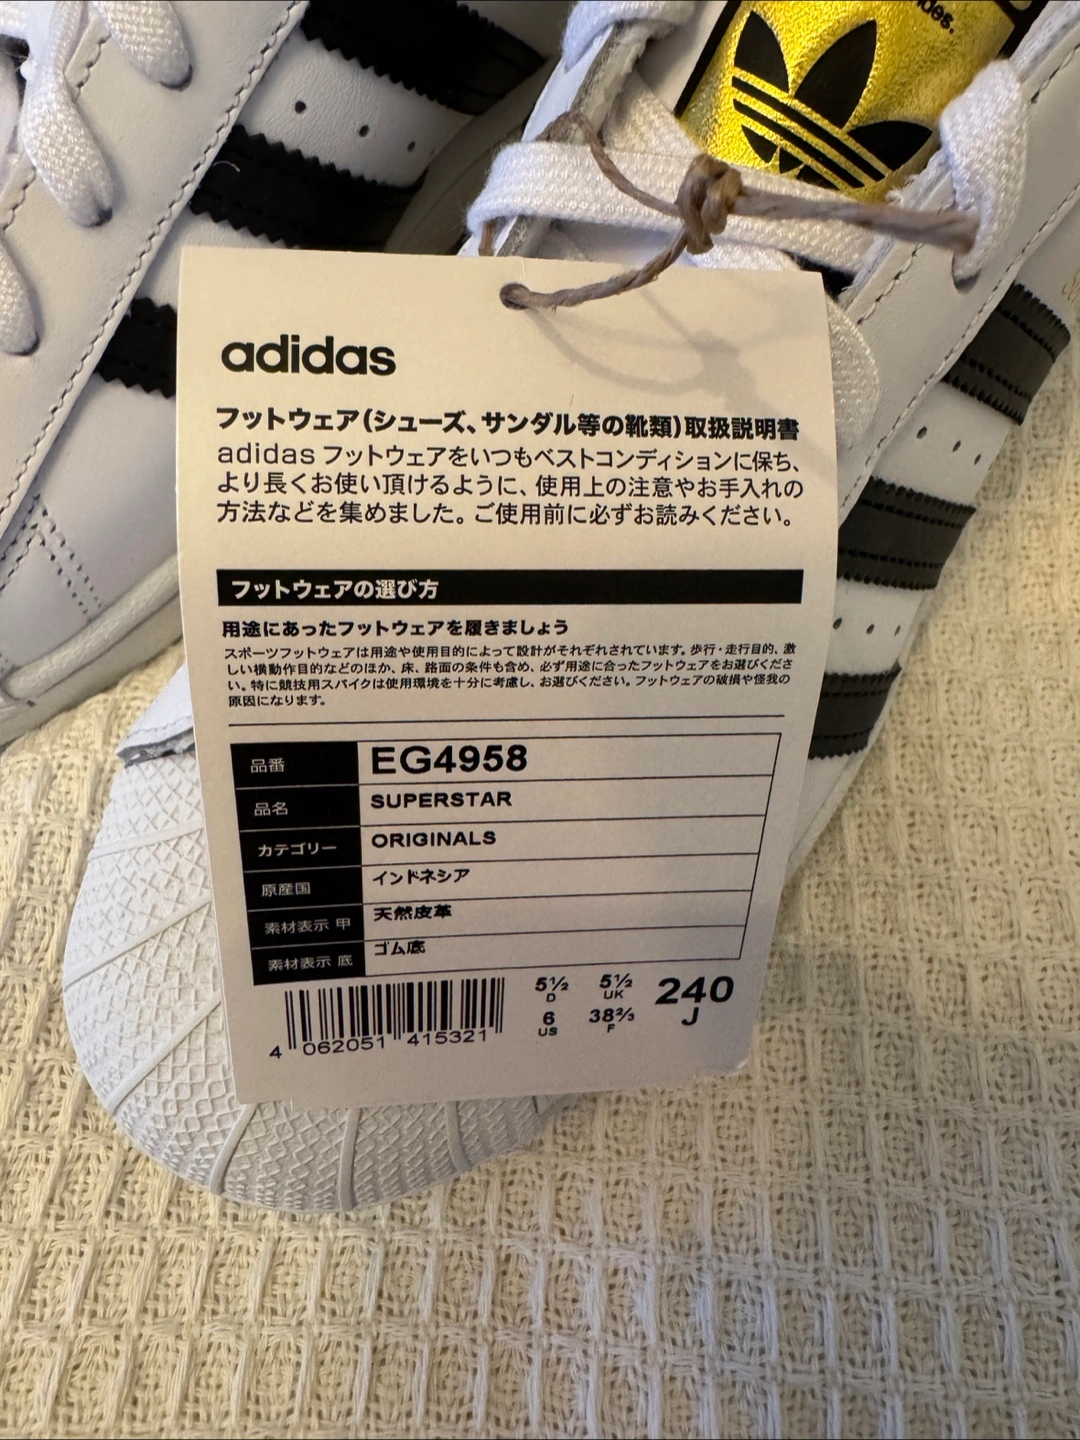 adidas
フットウェア(シューズ、サンダル等の靴類)取扱説明書
adidas フットウェアをいつもベストコンディションに保ち、
より長くお使い頂けるように、使用上の注意やお手入れの
方法などを集めました。ご使用前に必ずお読みください。
フットウェアの選び方
用途にあったフットウェアを履きましょう
スポーツフットウェアは用途や使用目的によって設計がそれぞれされています。歩行・走行目的、激
しい横動作目的などのほか、床、路面の条件も含め、必ず用途に合ったフットウェアをお選びくださ
い。特に競技用スパイクは使用環境を十分に考慮し、お選びください。フットウェアの破損や怪我の
原因になります。
品番 EG4958
品名 SUPERSTAR
カテゴリー ORIGINALS
原産国 インドネシア
素材表示 甲 天然皮革
素材表示 底 ゴム底
5½ D 5½ UK 240 J
6 US 38⅔ F
4 062051 415321